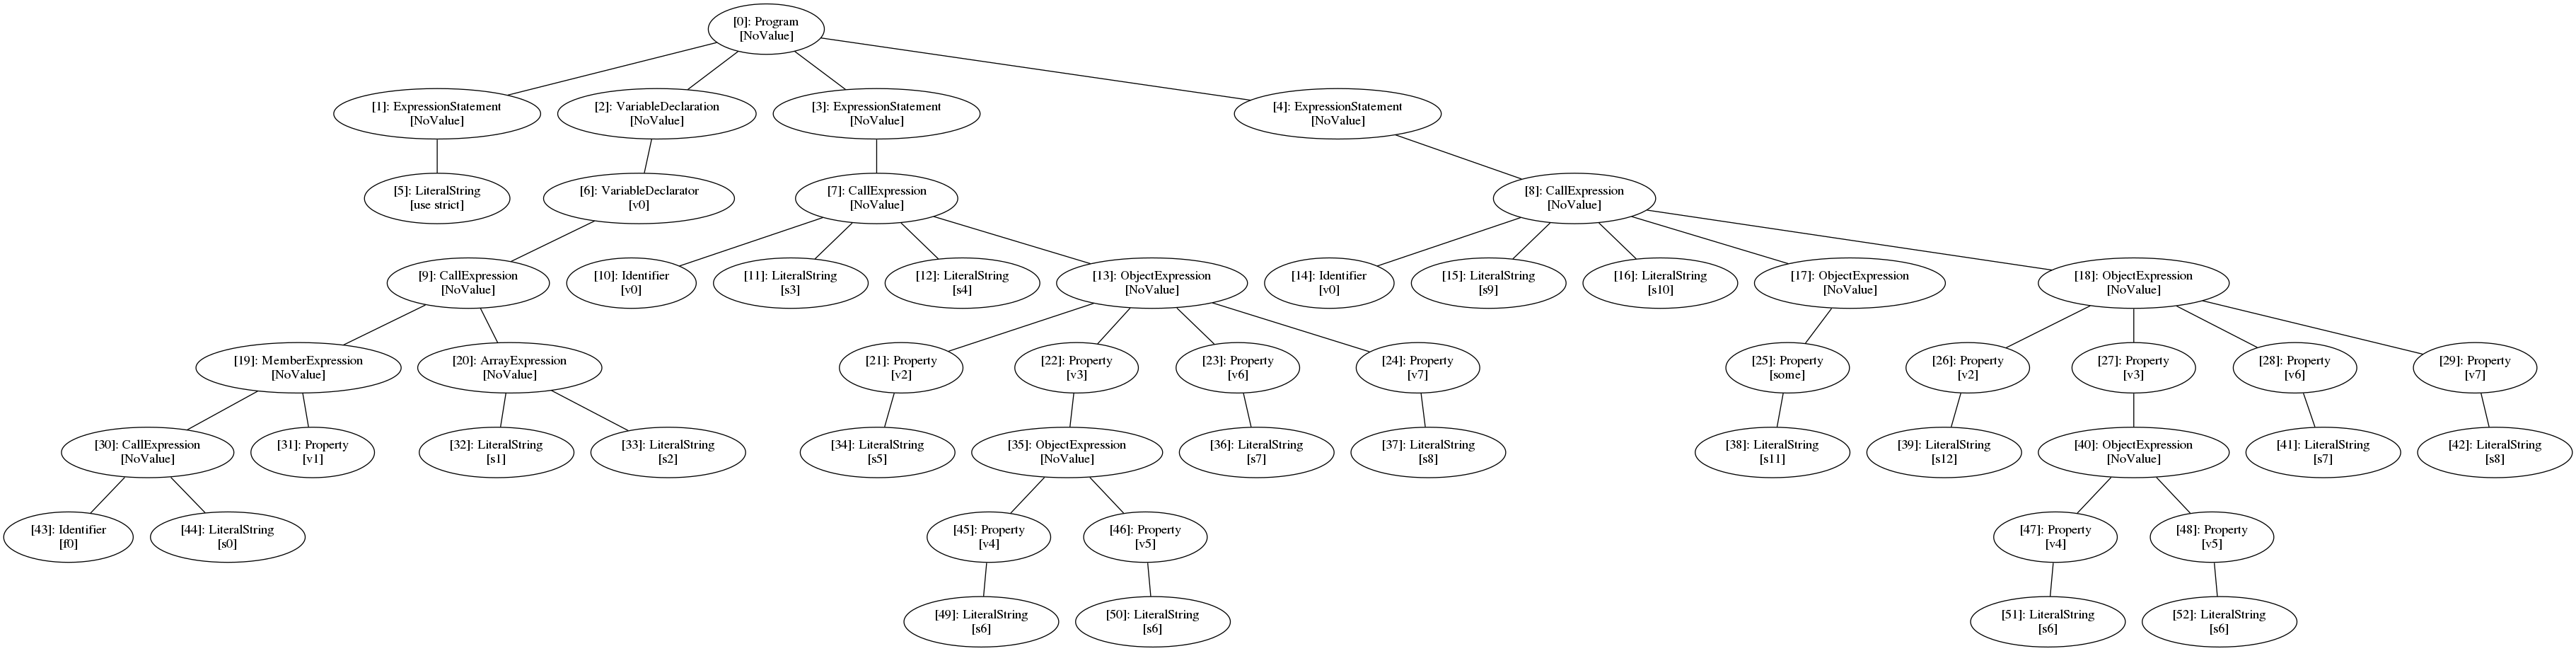 [0]: Program
[NoValue]
[1]: ExpressionStatement
[NoValue]
[2]: VariableDeclaration
[NoValue]
[3]: ExpressionStatement
[NoValue]
[4]: ExpressionStatement
[NoValue]
[5]: LiteralString
[use strict]
[6]: VariableDeclarator
[v0]
[7]: CallExpression
[NoValue]
[8]: CallExpression
[NoValue]
[9]: CallExpression
[NoValue]
[10]: Identifier
[v0]
[11]: LiteralString
[s3]
[12]: LiteralString
[s4]
[13]: ObjectExpression
[NoValue]
[14]: Identifier
[v0]
[15]: LiteralString
[s9]
[16]: LiteralString
[s10]
[17]: ObjectExpression
[NoValue]
[18]: ObjectExpression
[NoValue]
[19]: MemberExpression
[NoValue]
[20]: ArrayExpression
[NoValue]
[21]: Property
[v2]
[22]: Property
[v3]
[23]: Property
[v6]
[24]: Property
[v7]
[25]: Property
[some]
[26]: Property
[v2]
[27]: Property
[v3]
[28]: Property
[v6]
[29]: Property
[v7]
[30]: CallExpression
[NoValue]
[31]: Property
[v1]
[32]: LiteralString
[s1]
[33]: LiteralString
[s2]
[34]: LiteralString
[s5]
[35]: ObjectExpression
[NoValue]
[36]: LiteralString
[s7]
[37]: LiteralString
[s8]
[38]: LiteralString
[s11]
[39]: LiteralString
[s12]
[40]: ObjectExpression
[NoValue]
[41]: LiteralString
[s7]
[42]: LiteralString
[s8]
[43]: Identifier
[f0]
[44]: LiteralString
[s0]
[45]: Property
[v4]
[46]: Property
[v5]
[47]: Property
[v4]
[48]: Property
[v5]
[49]: LiteralString
[s6]
[50]: LiteralString
[s6]
[51]: LiteralString
[s6]
[52]: LiteralString
[s6]